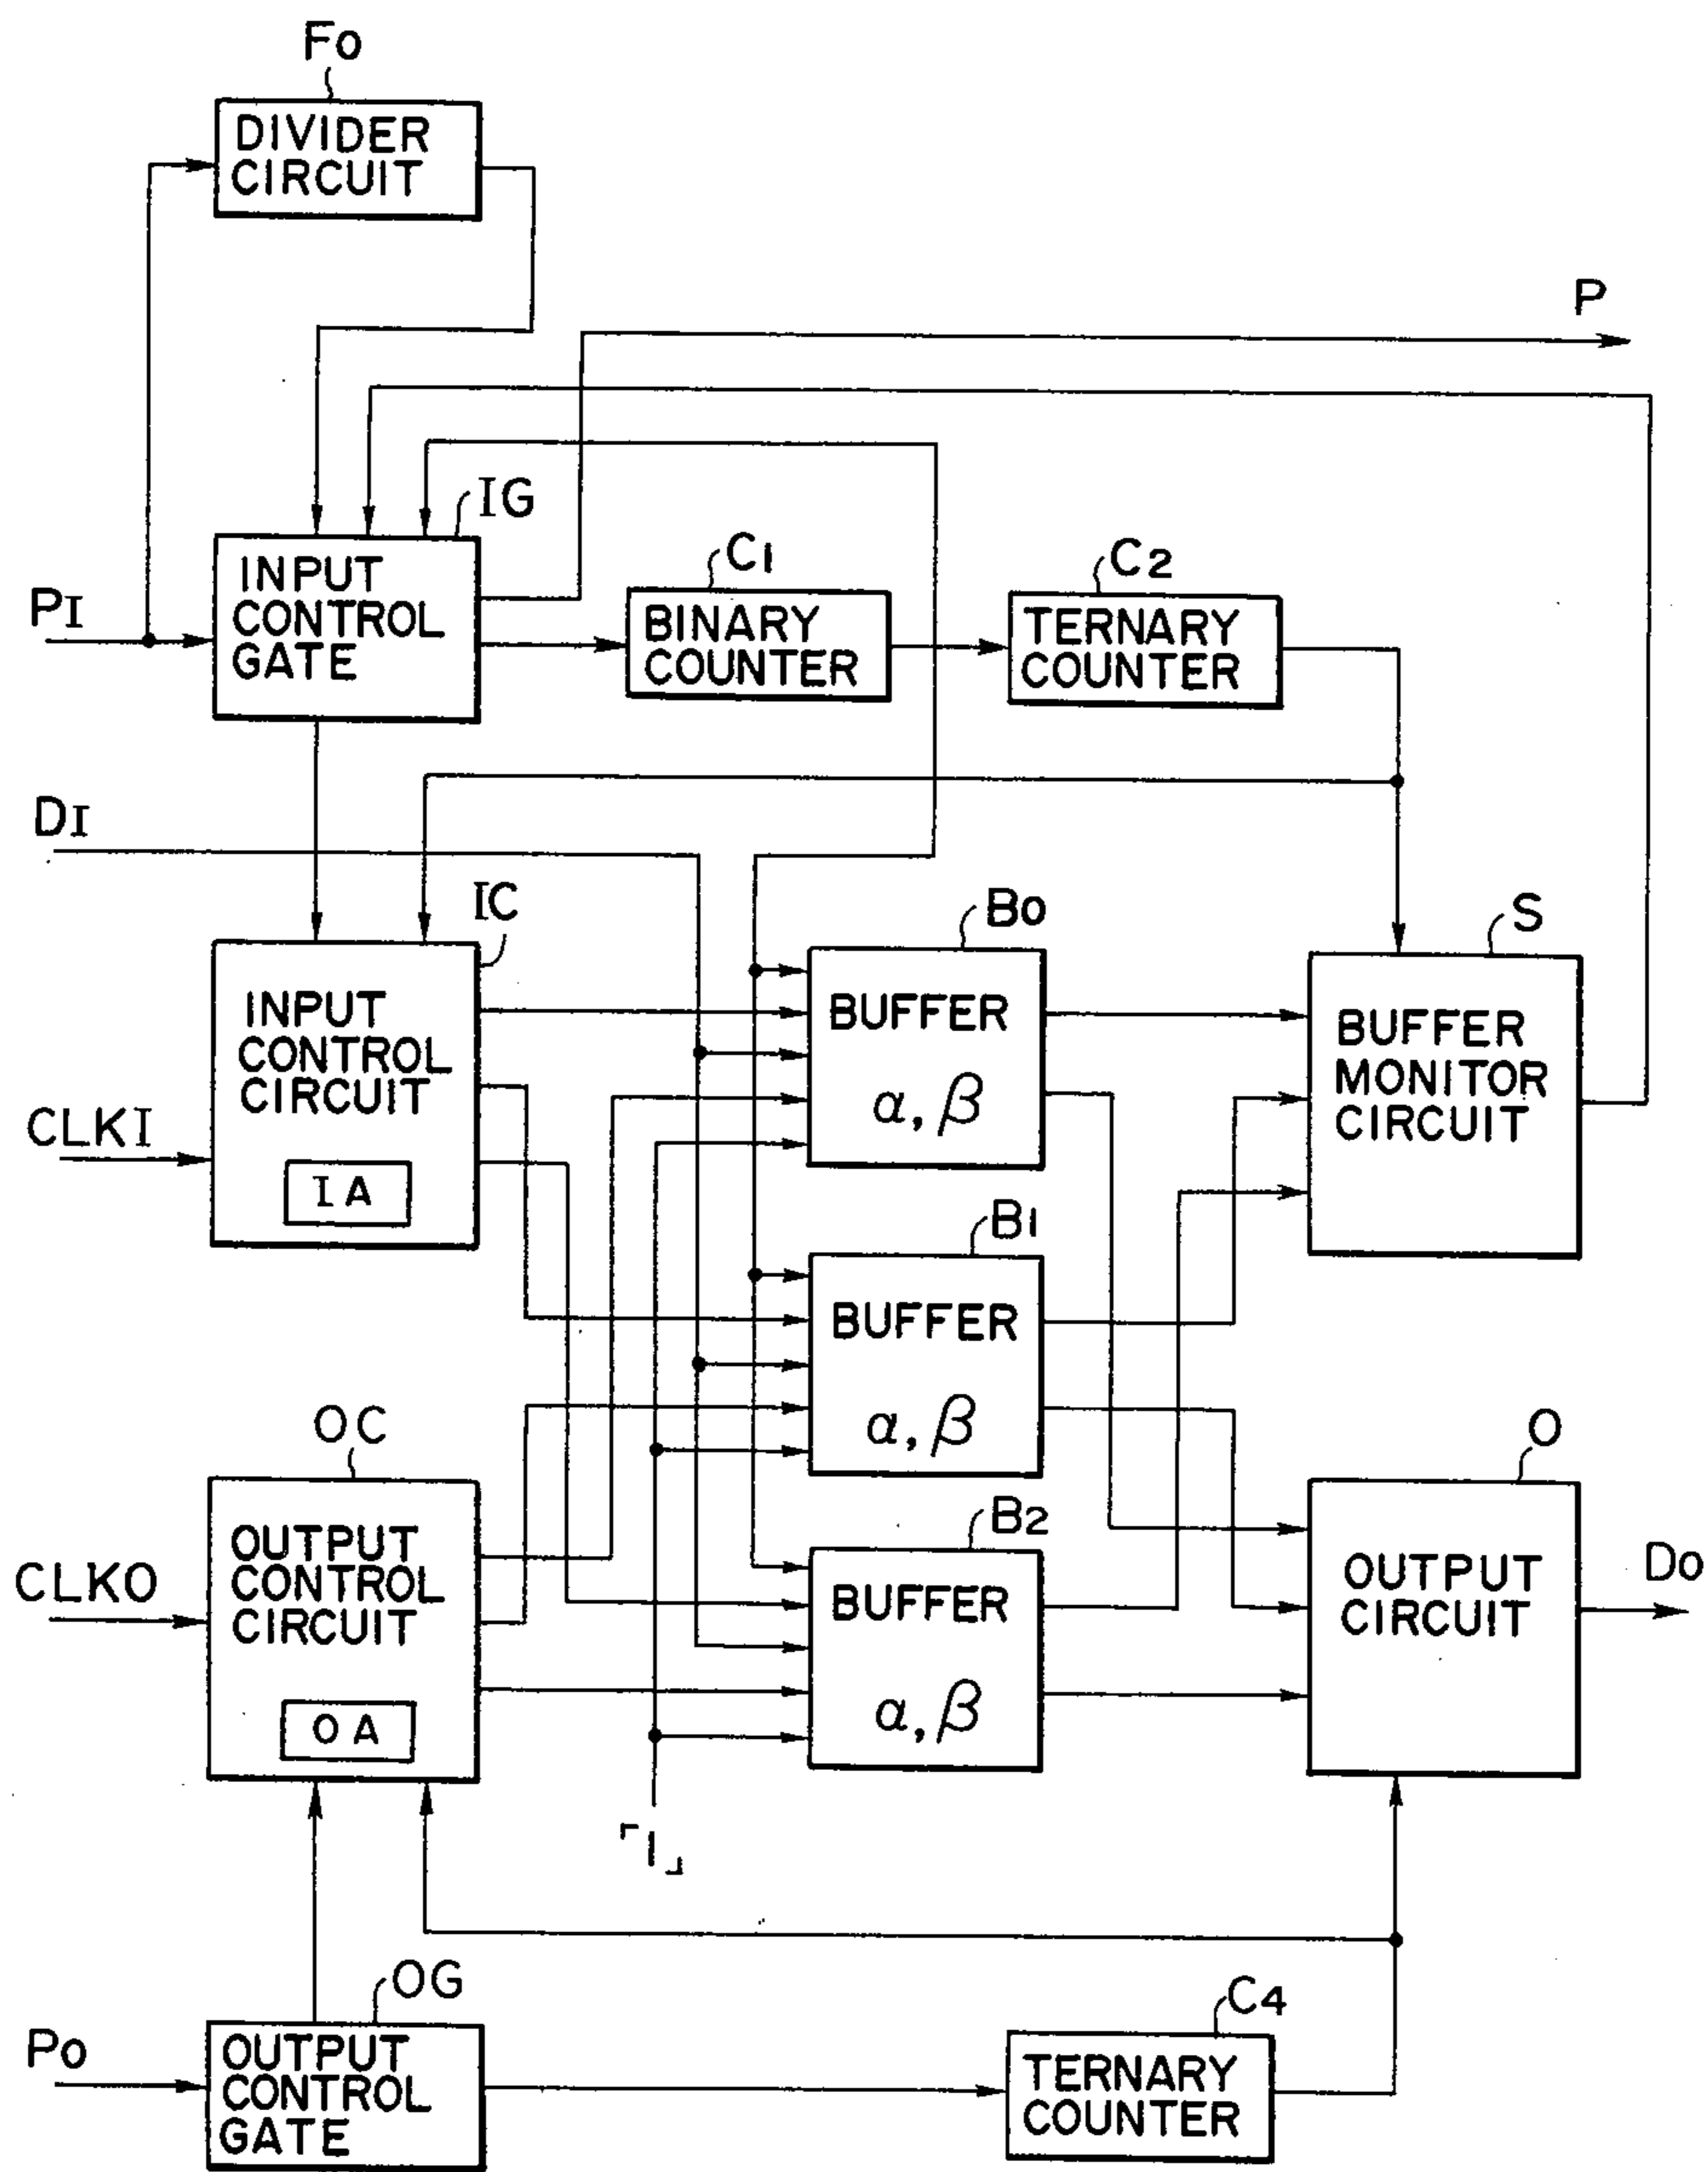 Fo
DIVIDER
CIRCUIT
P
IG
INPUT
CONTROL
GATE
PI
C1
BINARY
COUNTER
C2
TERNARY
COUNTER
DI
IC
INPUT
CONTROL
CIRCUIT
IA
CLKI
Bo
BUFFER
α, β
S
BUFFER
MONITOR
CIRCUIT
B1
BUFFER
α, β
OC
OUTPUT
CONTROL
CIRCUIT
OA
CLKO
B2
BUFFER
α, β
O
OUTPUT
CIRCUIT
Do
「1」
OG
OUTPUT
CONTROL
GATE
Po
C4
TERNARY
COUNTER